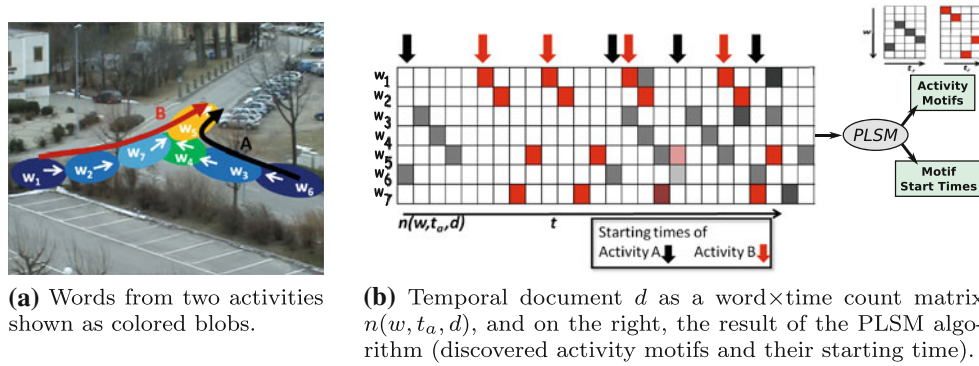 B
A
w5
w7
w4
w1
w2
w3
w6
w1
w2
w3
w4
w5
w6
w7
n(w,ta,d)
t
Starting times of
Activity A Activity B
w
ts
tr
PLSM
Activity
Motifs
Motif
Start Times
(a) Words from two activities
shown as colored blobs.
(b) Temporal document d as a word×time count matrix
n(w, ta, d), and on the right, the result of the PLSM algo-
rithm (discovered activity motifs and their starting time).